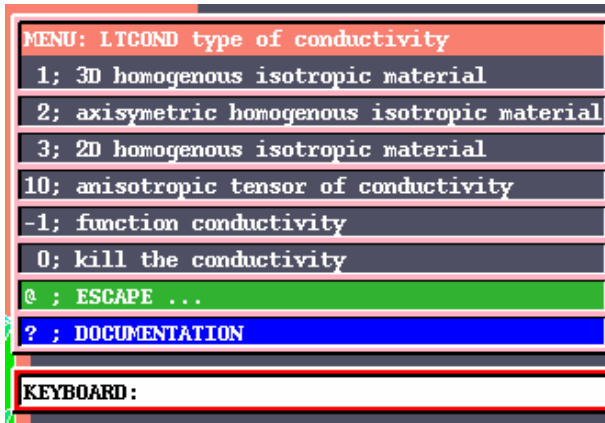 MENU: LTCOND type of conductivity
1; 3D homogenous isotropic material
2; axisymetric homogenous isotropic material
3; 2D homogenous isotropic material
10; anisotropic tensor of conductivity
-1; function conductivity
0; kill the conductivity
@ ; ESCAPE ...
? ; DOCUMENTATION
KEYBOARD: